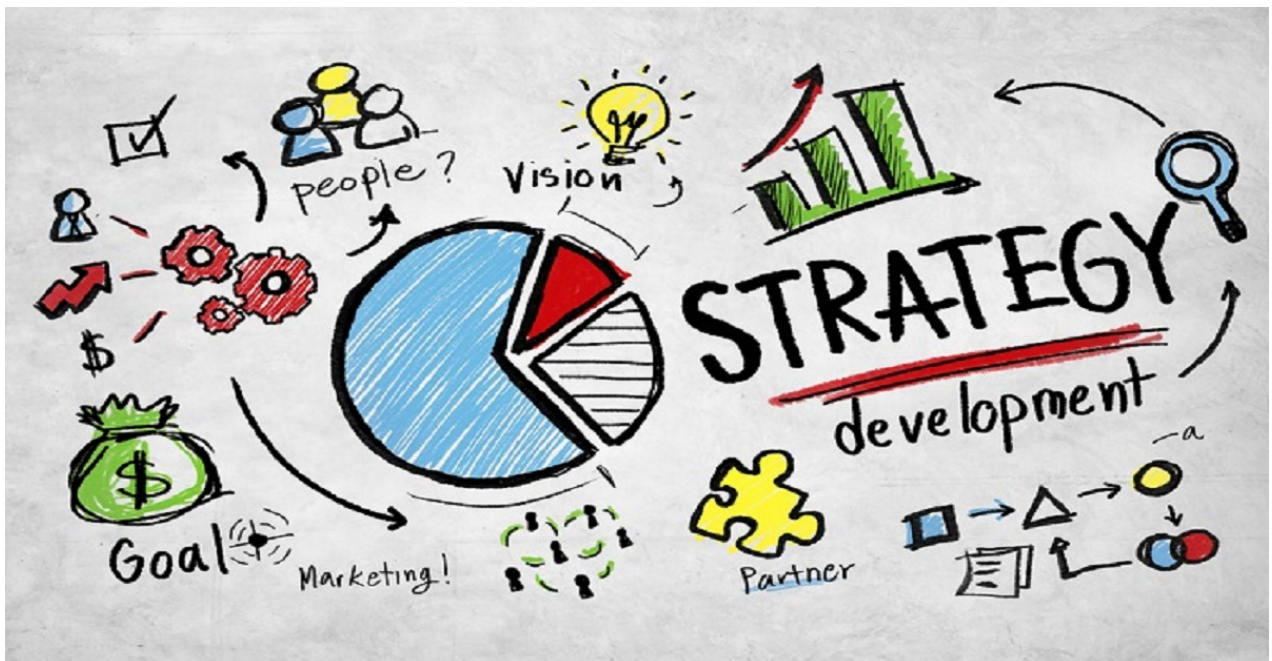 people?
Vision
STRATEGY
development
$
$
Goal
Marketing!
Partner
a